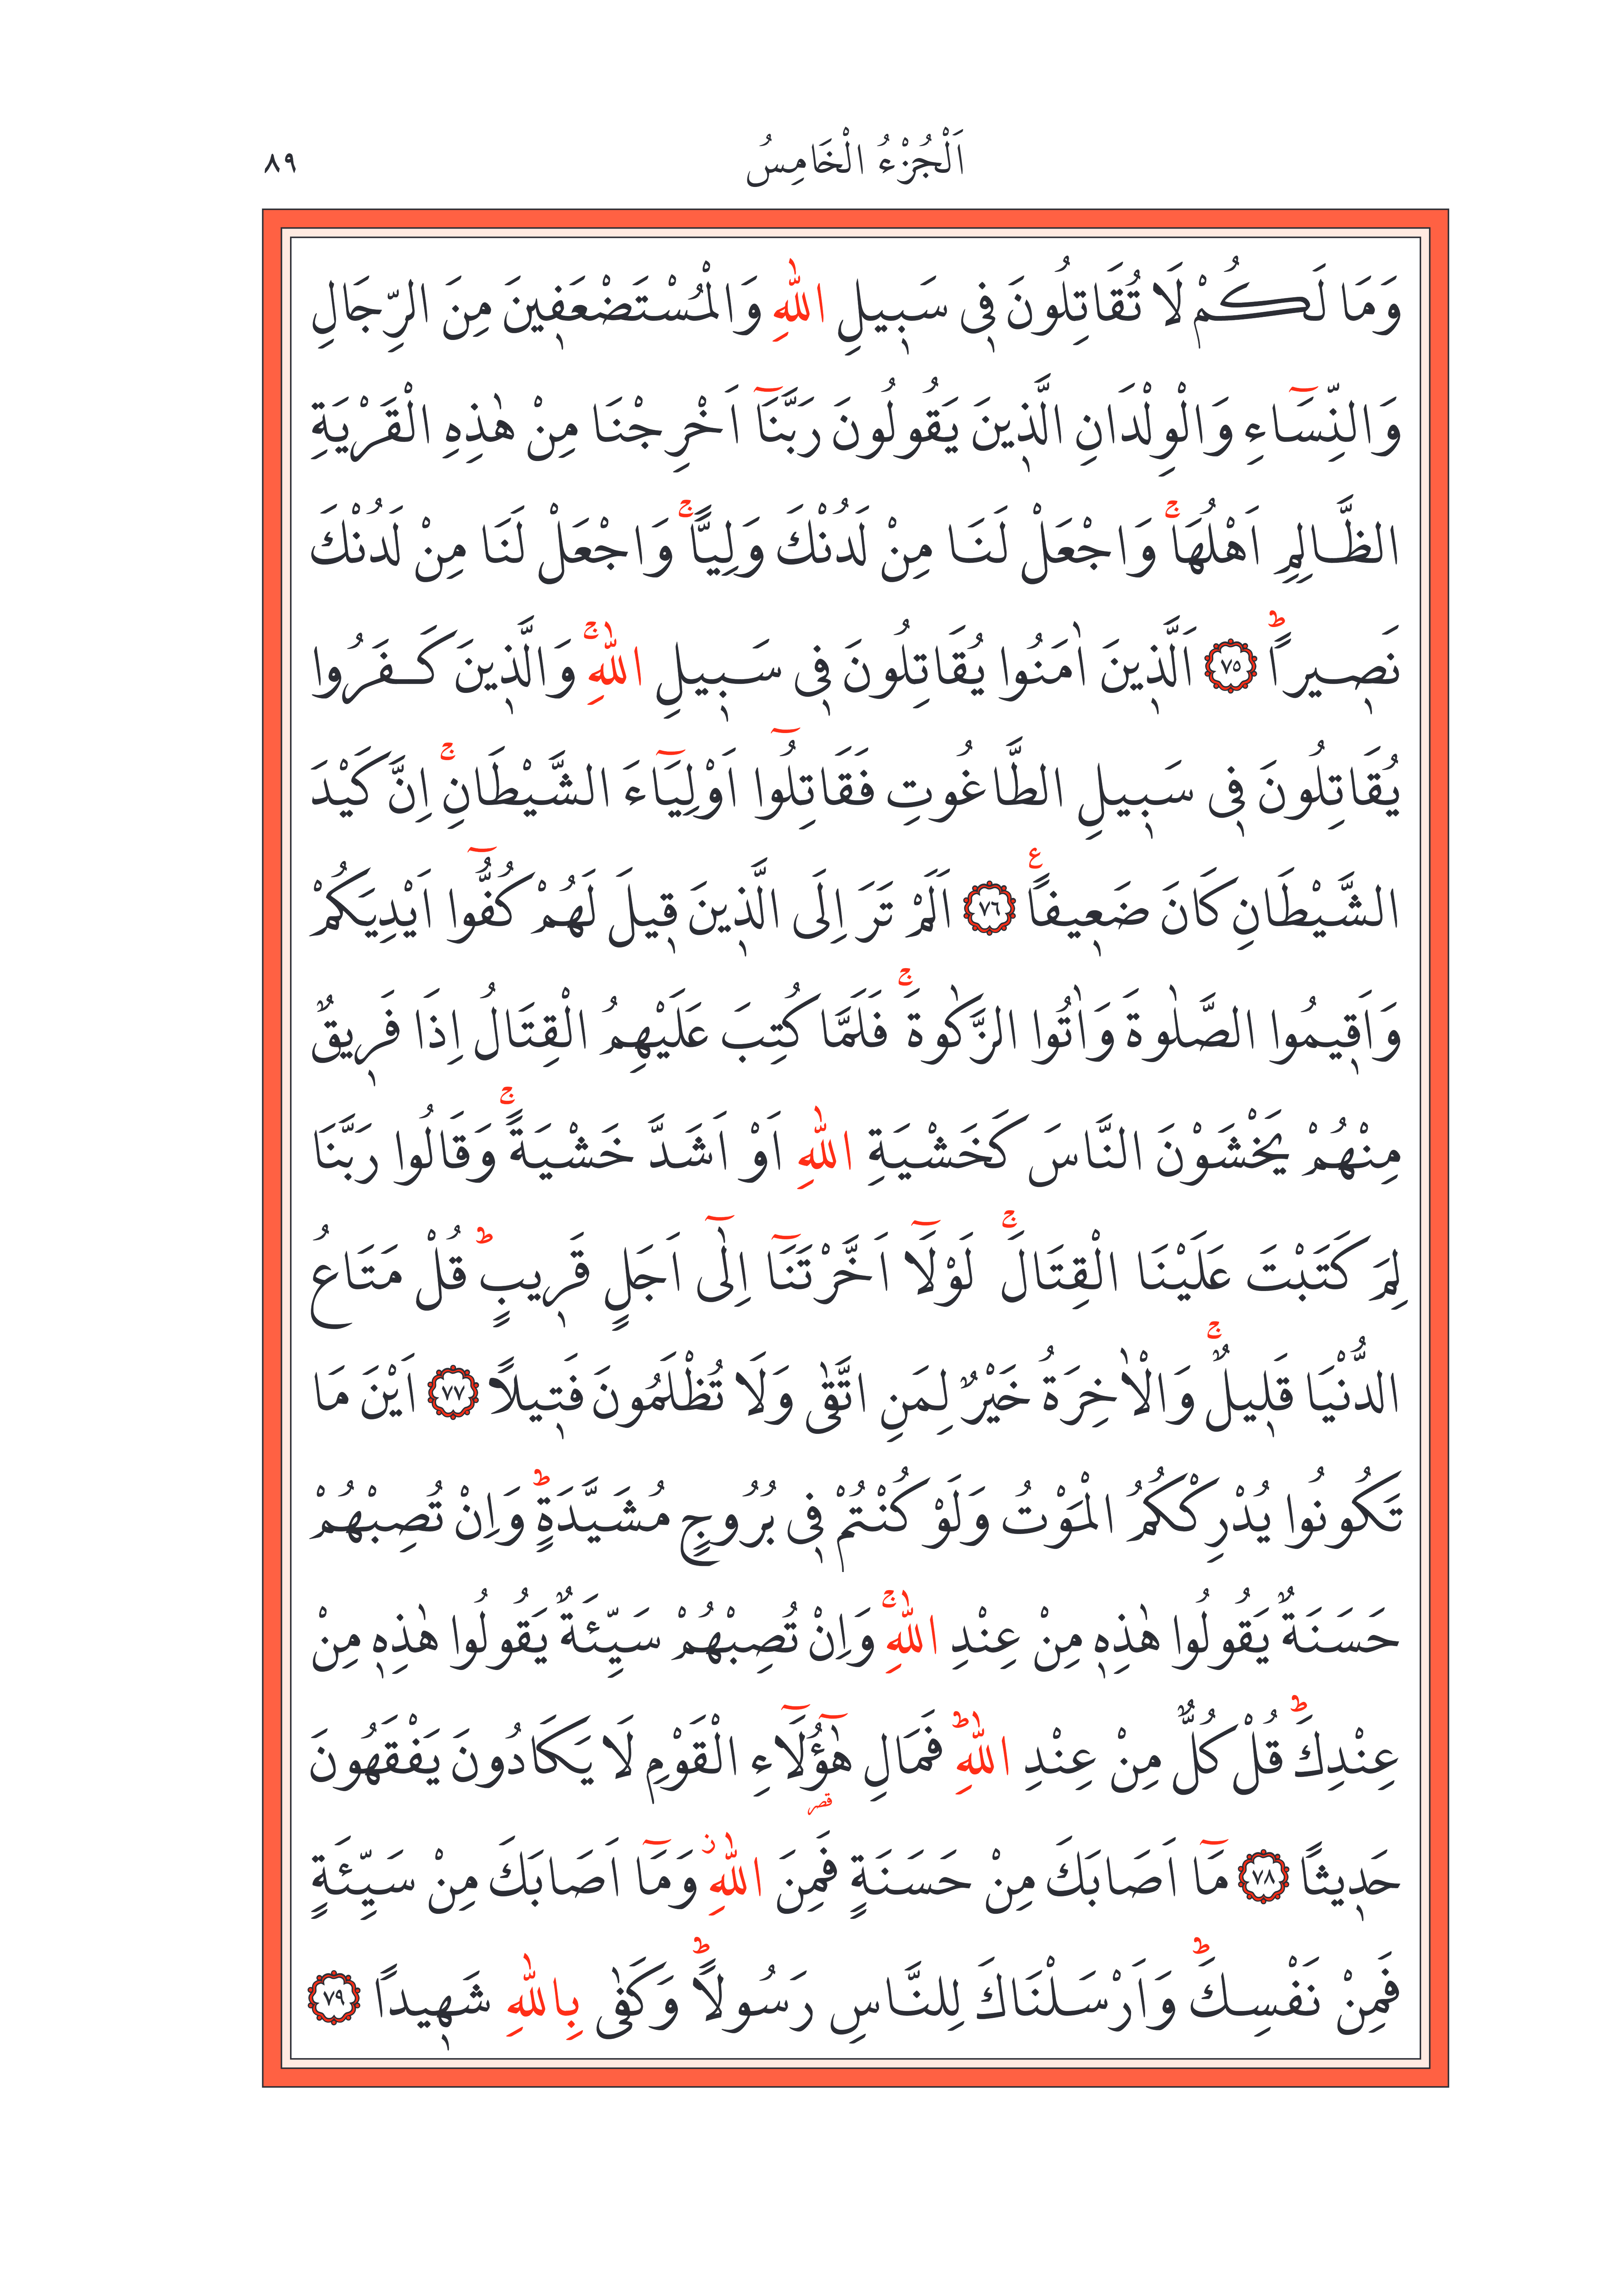 اَلْجُزْءُ الْخَامِسُ ٨٩
وَمَا لَكُمْ لَا تُقَاتِلُونَ ف۪ى سَب۪يلِ اللّٰهِ وَالْمُسْتَضْعَف۪ينَ مِنَ الرِّجَالِ
وَالنِّسَٓاءِ وَالْوِلْدَانِ الَّذ۪ينَ يَقُولُونَ رَبَّنَٓا اَخْرِجْنَا مِنْ هٰذِهِ الْقَرْيَةِ
الظَّالِمِ اَهْلُهَاۚ وَاجْعَلْ لَنَا مِنْ لَدُنْكَ وَلِيًّاۚ وَاجْعَلْ لَنَا مِنْ لَدُنْكَ
نَص۪يرًاۜ ﴿٧٥﴾ اَلَّذ۪ينَ اٰمَنُوا يُقَاتِلُونَ ف۪ى سَب۪يلِ اللّٰهِۚ وَالَّذ۪ينَ كَفَرُوا
يُقَاتِلُونَ ف۪ى سَب۪يلِ الطَّاغُوتِ فَقَاتِلُٓوا اَوْلِيَٓاءَ الشَّيْطَانِۚ اِنَّ كَيْدَ
الشَّيْطَانِ كَانَ ضَع۪يفًاࣖ ﴿٧٦﴾ اَلَمْ تَرَ اِلَى الَّذ۪ينَ ق۪يلَ لَهُمْ كُفُّٓوا اَيْدِيَكُمْ
وَاَق۪يمُوا الصَّلٰوةَ وَاٰتُوا الزَّكٰوةَۚ فَلَمَّا كُتِبَ عَلَيْهِمُ الْقِتَالُ اِذَا فَر۪يقٌ
مِنْهُمْ يَخْشَوْنَ النَّاسَ كَخَشْيَةِ اللّٰهِ اَوْ اَشَدَّ خَشْيَةًۚ وَقَالُوا رَبَّنَا
لِمَ كَتَبْتَ عَلَيْنَا الْقِتَالَۚ لَوْلَٓا اَخَّرْتَنَٓا اِلٰٓى اَجَلٍ قَر۪يبٍۜ قُلْ مَتَاعُ
الدُّنْيَا قَل۪يلٌۚ وَالْاٰخِرَةُ خَيْرٌ لِمَنِ اتَّقٰى وَلَا تُظْلَمُونَ فَت۪يلاً ﴿٧٧﴾ اَيْنَ مَا
تَكُونُوا يُدْرِكْكُمُ الْمَوْتُ وَلَوْ كُنْتُمْ ف۪ى بُرُوجٍ مُشَيَّدَةٍۜ وَاِنْ تُصِبْهُمْ
حَسَنَةٌ يَقُولُوا هٰذِه۪ مِنْ عِنْدِ اللّٰهِۚ وَاِنْ تُصِبْهُمْ سَيِّئَةٌ يَقُولُوا هٰذِه۪ مِنْ
عِنْدِكَۜ قُلْ كُلٌّ مِنْ عِنْدِ اللّٰهِۜ فَمَالِ هٰٓؤُ۬لَٓاءِ الْقَوْمِ لَا يَكَادُونَ يَفْقَهُونَ
قصر
حَد۪يثًا ﴿٧٨﴾ مَٓا اَصَابَكَ مِنْ حَسَنَةٍ فَمِنَ اللّٰهِۘ وَمَٓا اَصَابَكَ مِنْ سَيِّئَةٍ
فَمِنْ نَفْسِكَۜ وَاَرْسَلْنَاكَ لِلنَّاسِ رَسُولاًۜ وَكَفٰى بِاللّٰهِ شَه۪يدًا ﴿٧٩﴾